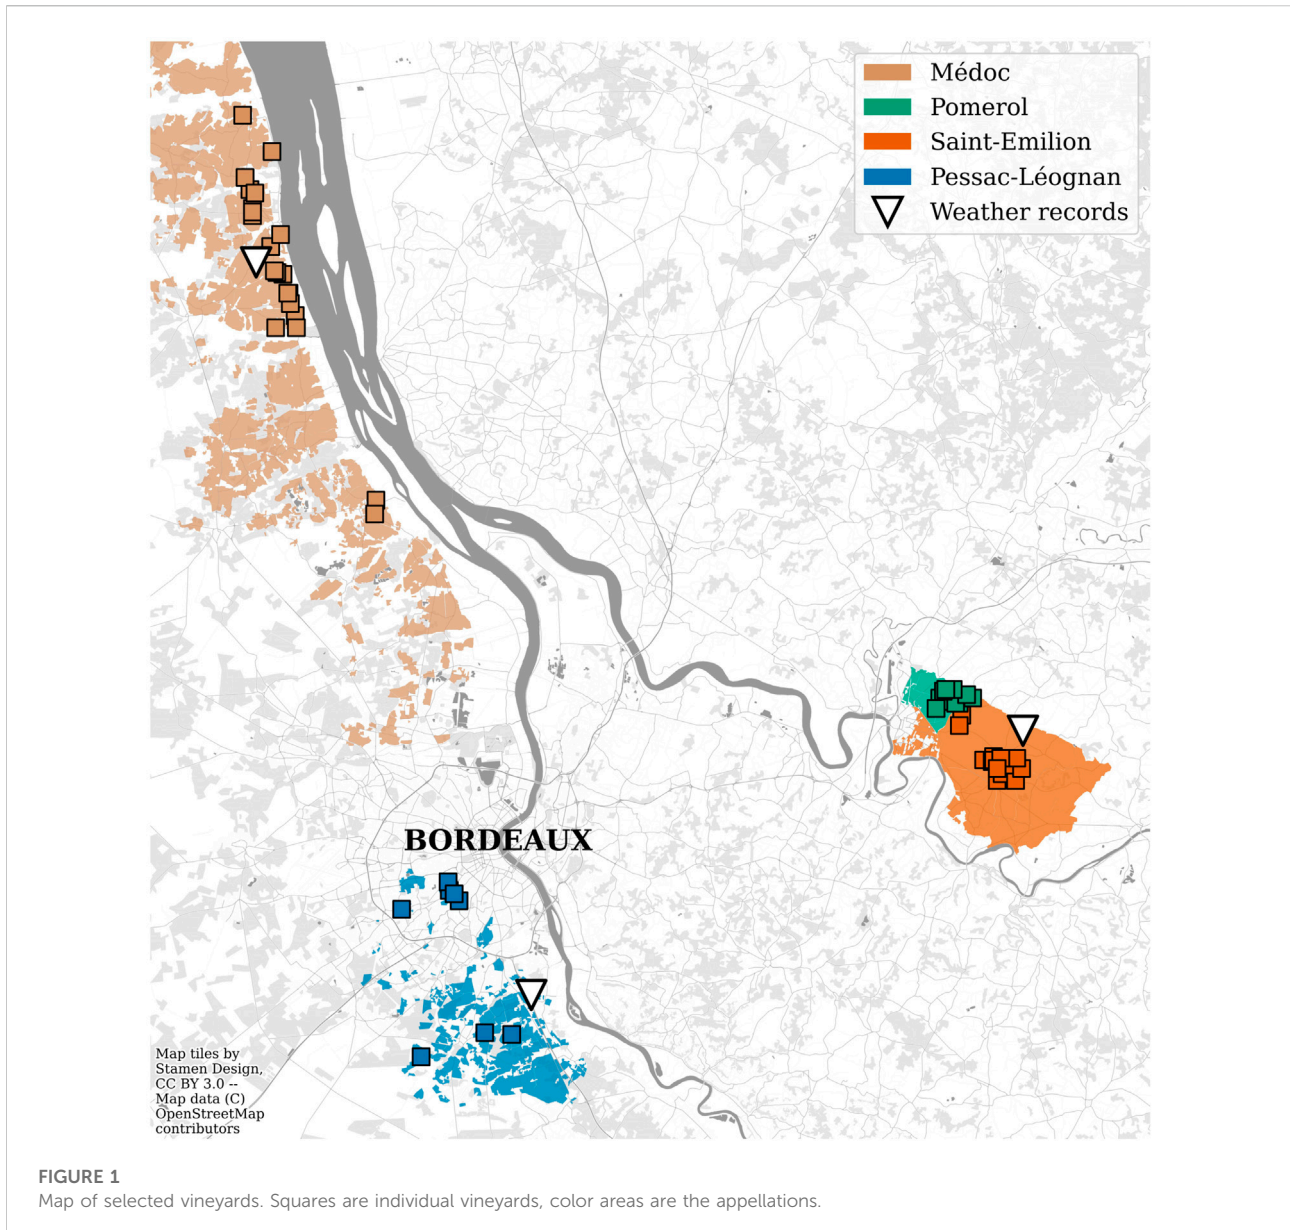 Médoc
Pomerol
Saint-Emilion
Pessac-Léognan
Weather records
BORDEAUX
Map tiles by
Stamen Design,
CC BY 3.0 --
Map data (C)
OpenStreetMap
contributors
FIGURE 1
Map of selected vineyards. Squares are individual vineyards, color areas are the appellations.